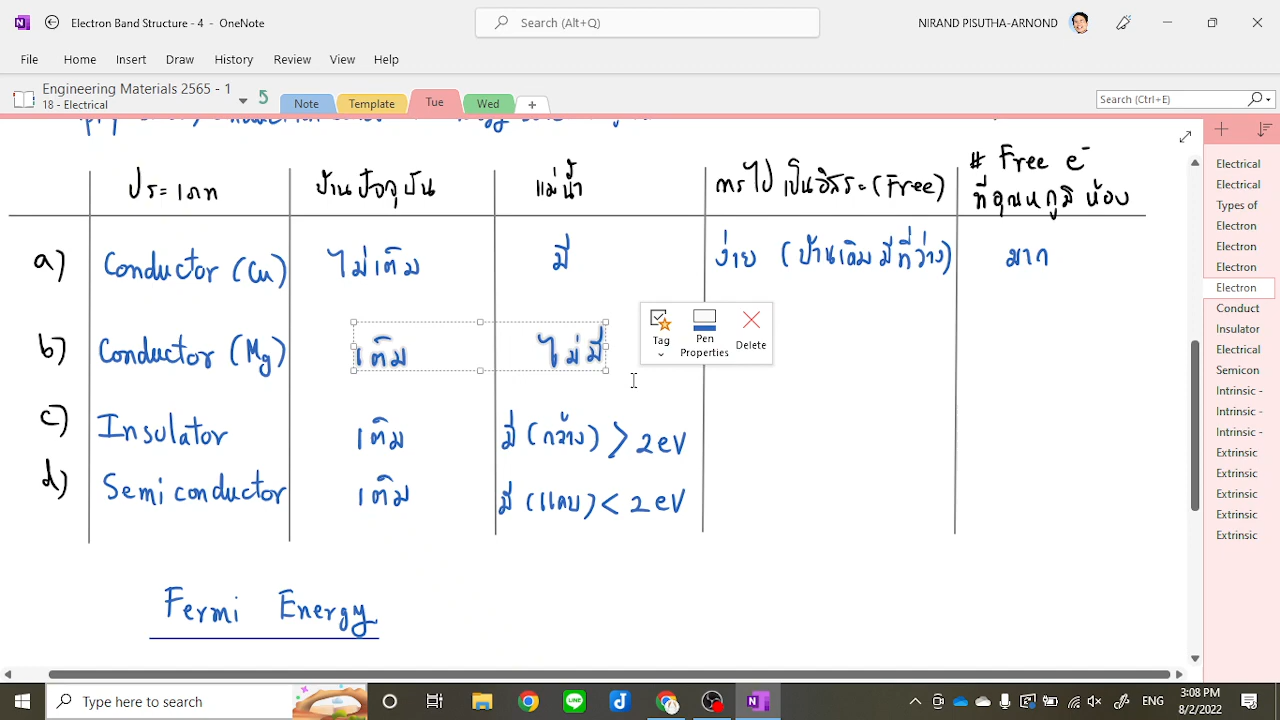 Electron Band Structure - 4 - OneNote
Search (Alt+Q)
NIRAND PISUTHA-ARNOND
File Home Insert Draw History Review View Help
Engineering Materials 2565 - 1
18 - Electrical
Note Template Tue Wed
Search (Ctrl+E)
ประเภท บ้านปัจจุบัน แม่น้ำ การไปเป็นอิสระ (Free) # Free e⁻
ที่อุณหภูมิห้อง
a) Conductor (Cu) ไม่เต็ม มี ง่าย (บ้านเดิมมีที่ว่าง) มาก
b) Conductor (Mg) เต็ม ไม่มี
c) Insulator เต็ม มี (กว้าง) > 2 eV
d) Semiconductor เต็ม มี (แคบ) < 2 eV
Fermi Energy
Tag
Pen Properties
Delete
Electrical
Electrical
Types of
Electron
Electron
Electron
Electron
Conduct
Insulator
Electrical
Semicon
Intrinsic -
Intrinsic -
Intrinsic -
Extrinsic
Extrinsic
Extrinsic
Extrinsic
Extrinsic
Type here to search
ENG
3:08 PM
8/2/2022